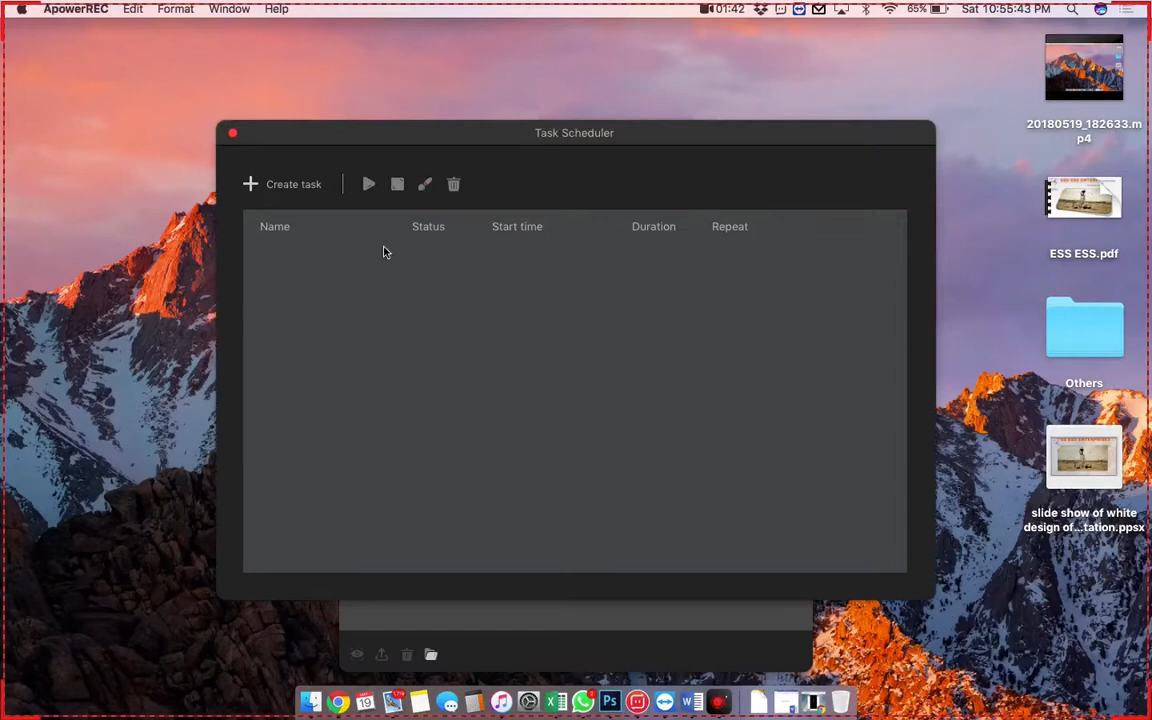 ApowerREC Edit Format Window Help 01:42 65% Sat 10:55:43 PM
20180519_182633.m
p4
Task Scheduler
Create task
Name Status Start time Duration Repeat
ESS ESS.pdf
Others
slide show of white
design of...tation.ppsx